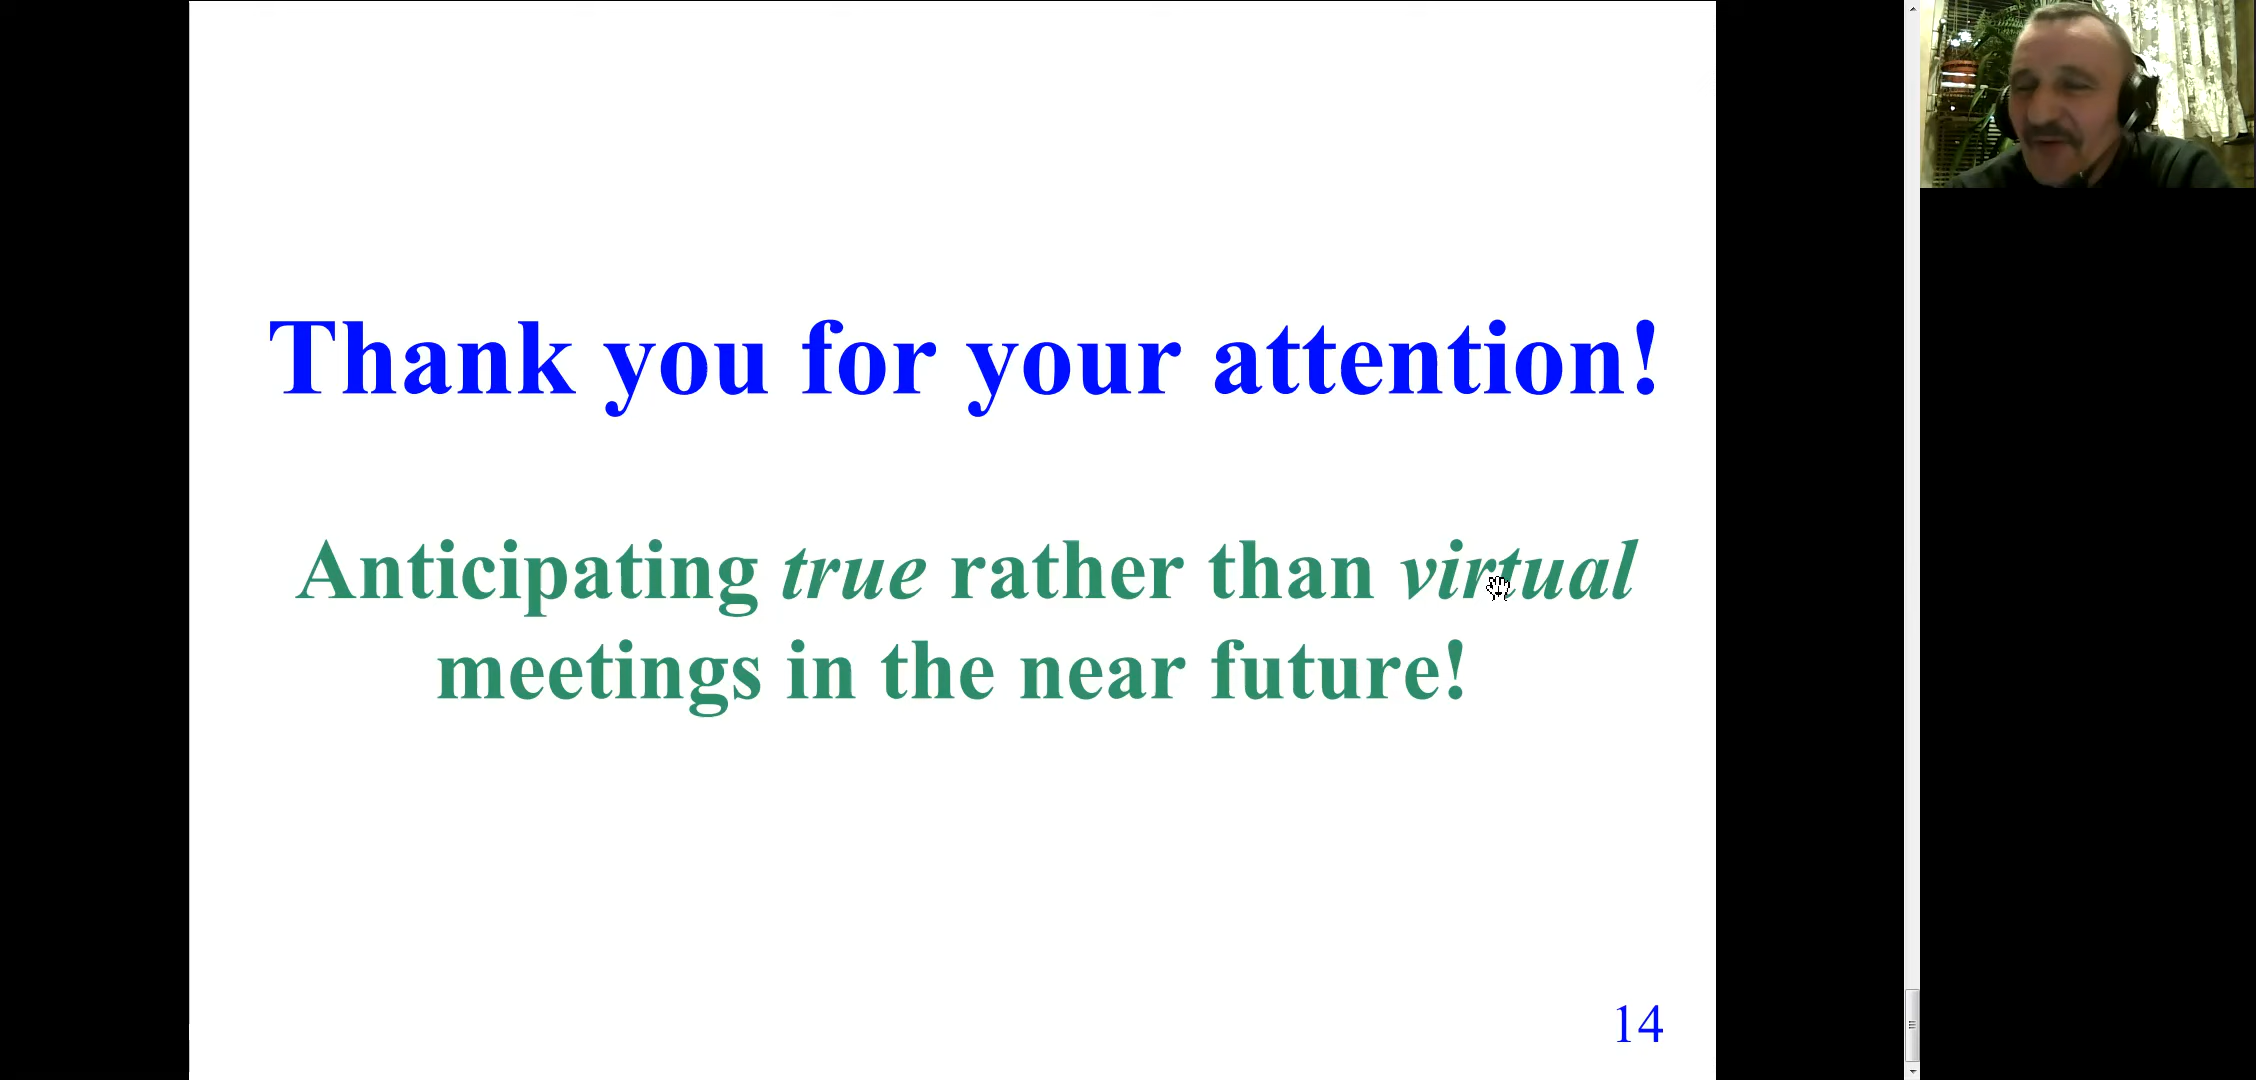 Thank you for your attention!
Anticipating true rather than virtual
meetings in the near future!
14